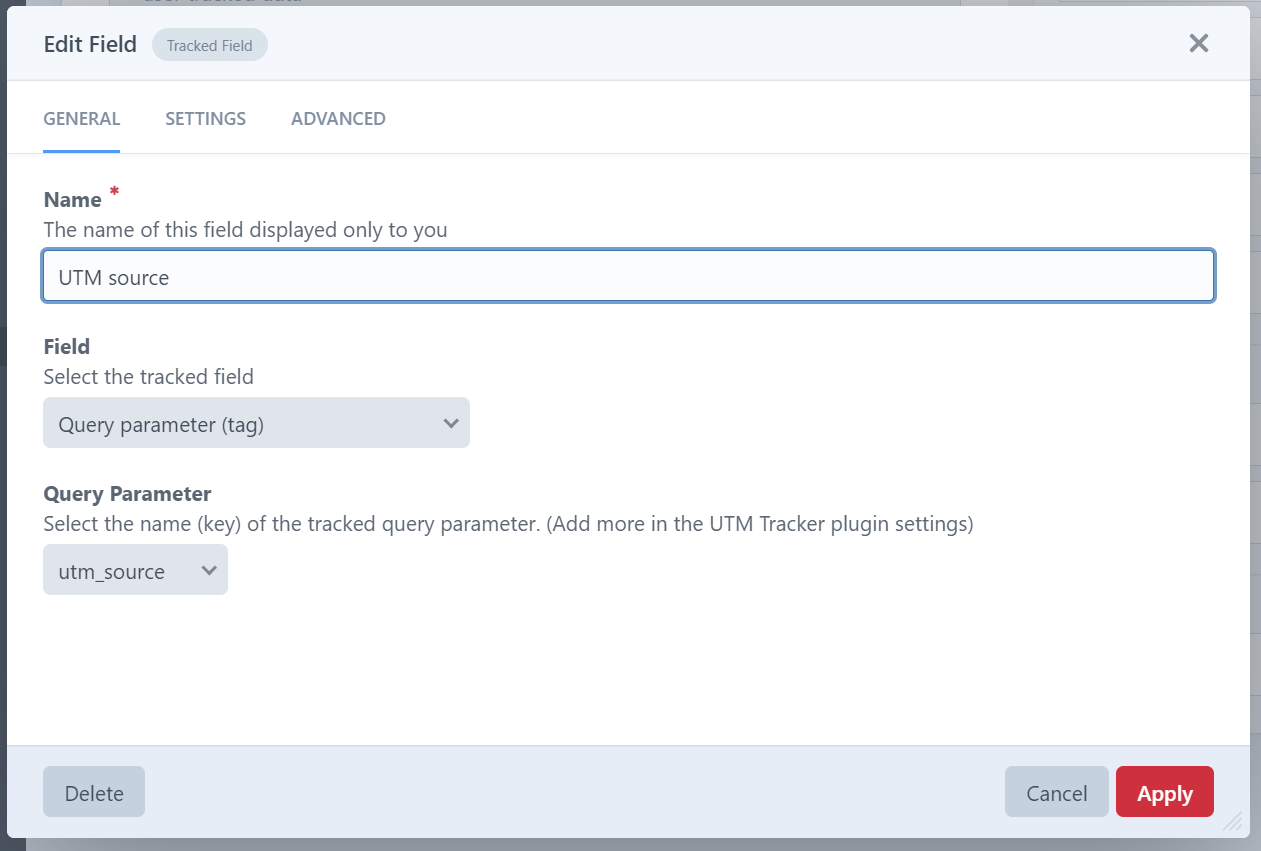 Edit Field Tracked Field
GENERAL SETTINGS ADVANCED
Name *
The name of this field displayed only to you
UTM source
Field
Select the tracked field
Query parameter (tag)
Query Parameter
Select the name (key) of the tracked query parameter. (Add more in the UTM Tracker plugin settings)
utm_source
Delete Cancel Apply